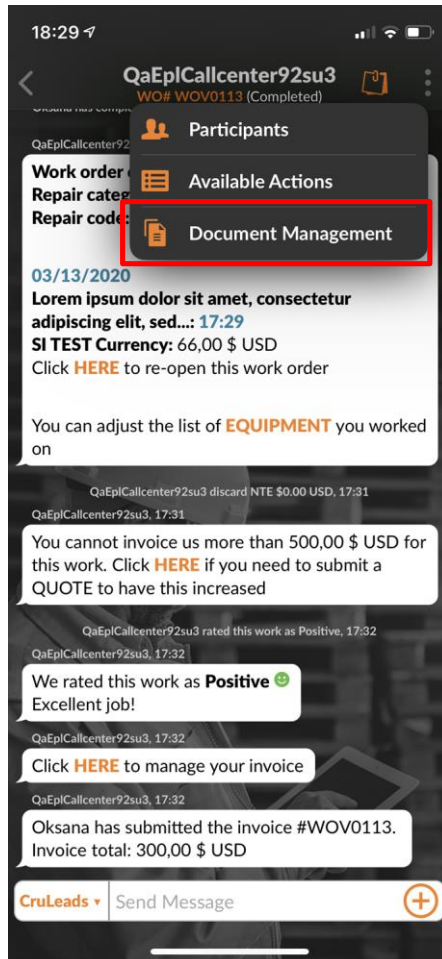 18:29
QaEplCallcenter92su3
WO# WOV0113 (Completed)
Participants
QaEplCallcenter92
Work order
Available Actions
Repair categ
Repair code:
Document Management
03/13/2020
Lorem ipsum dolor sit amet, consectetur
adipiscing elit, sed...: 17:29
SI TEST Currency: 66,00 $ USD
Click HERE to re-open this work order
You can adjust the list of EQUIPMENT you worked
on
QaEplCallcenter92su3 discard NTE $0.00 USD, 17:31
QaEplCallcenter92su3, 17:31
You cannot invoice us more than 500,00 $ USD for
this work. Click HERE if you need to submit a
QUOTE to have this increased
QaEplCallcenter92su3 rated this work as Positive, 17:32
QaEplCallcenter92su3, 17:32
We rated this work as Positive
Excellent job!
QaEplCallcenter92su3, 17:32
Click HERE to manage your invoice
QaEplCallcenter92su3, 17:32
Oksana has submitted the invoice #WOV0113.
Invoice total: 300,00 $ USD
CruLeads
Send Message